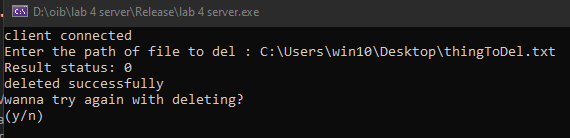 D:\oib\lab 4 server\Release\lab 4 server.exe
client connected
Enter the path of file to del : C:\Users\win10\Desktop\thingToDel.txt
Result status: 0
deleted successfully
wanna try again with deleting?
(y/n)